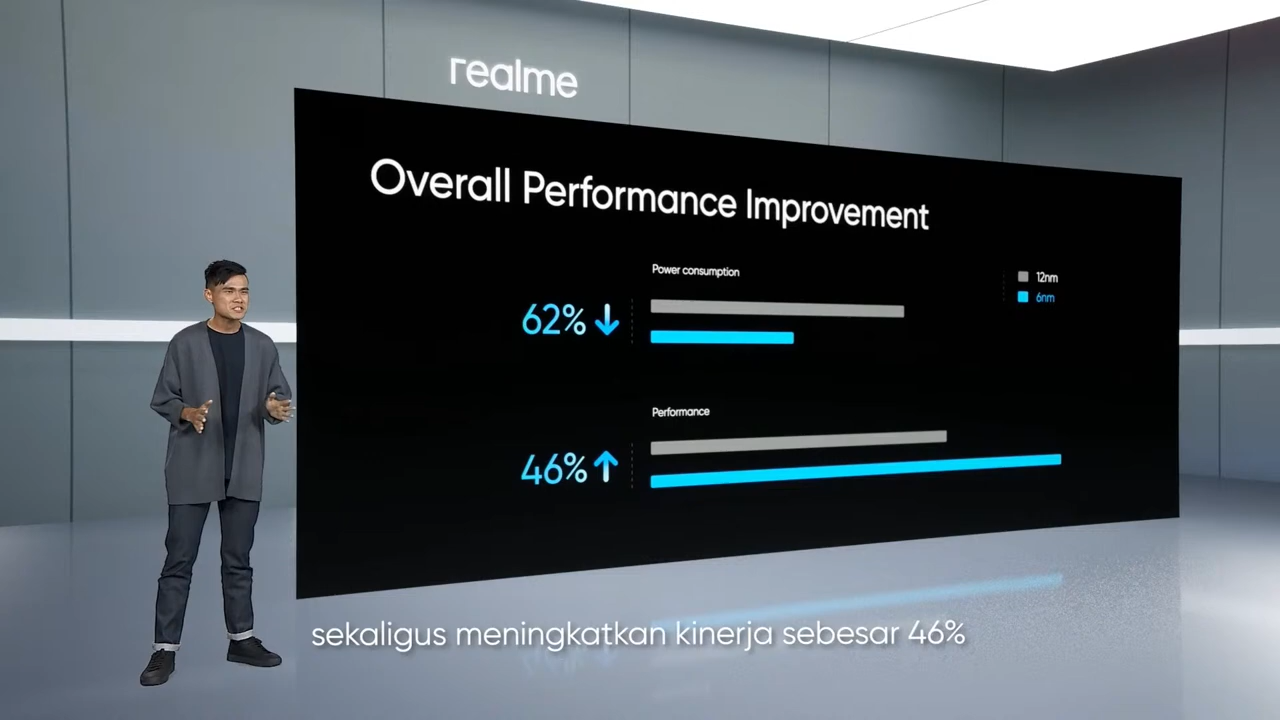 realme
Overall Performance Improvement
Power consumption
12nm
6nm
62%
Performance
46%
sekaligus meningkatkan kinerja sebesar 46%